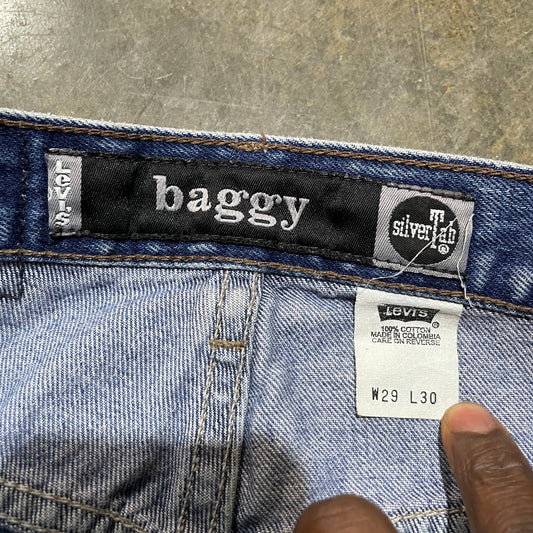 Levi's
baggy
silverTab
®
Levi's
®
100% COTTON
MADE IN COLOMBIA
CARE ON REVERSE
W29 L30